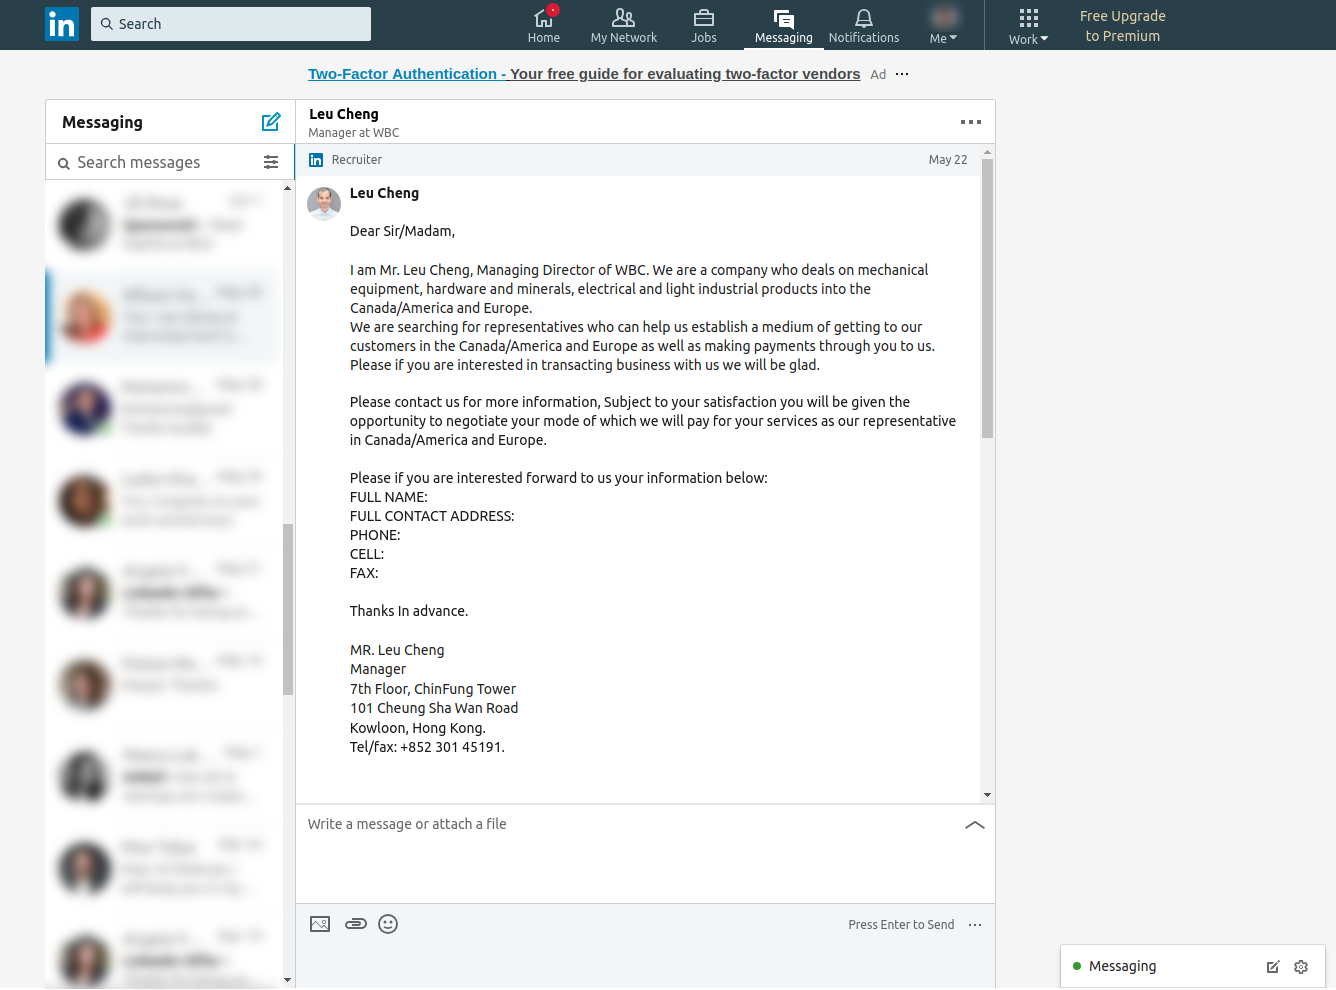 in
Search
Home
My Network
Jobs
Messaging
Notifications
Me
Work
Free Upgrade
to Premium
Two-Factor Authentication - Your free guide for evaluating two-factor vendors
Ad
Messaging
Search messages
Leu Cheng
Manager at WBC
in Recruiter
May 22
Leu Cheng
Dear Sir/Madam,
I am Mr. Leu Cheng, Managing Director of WBC. We are a company who deals on mechanical
equipment, hardware and minerals, electrical and light industrial products into the
Canada/America and Europe.
We are searching for representatives who can help us establish a medium of getting to our
customers in the Canada/America and Europe as well as making payments through you to us.
Please if you are interested in transacting business with us we will be glad.
Please contact us for more information, Subject to your satisfaction you will be given the
opportunity to negotiate your mode of which we will pay for your services as our representative
in Canada/America and Europe.
Please if you are interested forward to us your information below:
FULL NAME:
FULL CONTACT ADDRESS:
PHONE:
CELL:
FAX:
Thanks In advance.
MR. Leu Cheng
Manager
7th Floor, ChinFung Tower
101 Cheung Sha Wan Road
Kowloon, Hong Kong.
Tel/fax: +852 301 45191.
Write a message or attach a file
Press Enter to Send
Messaging